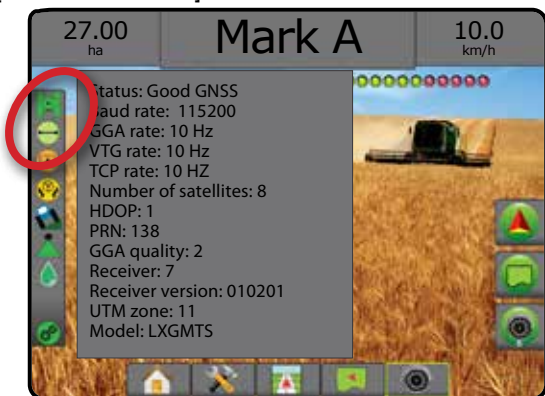 27.00
ha
Mark A
10.0
km/h
Status: Good GNSS
Baud rate: 115200
GGA rate: 10 Hz
VTG rate: 10 Hz
TCP rate: 10 HZ
Number of satellites: 8
HDOP: 1
PRN: 138
GGA quality: 2
Receiver: 7
Receiver version: 010201
UTM zone: 11
Model: LXGMTS